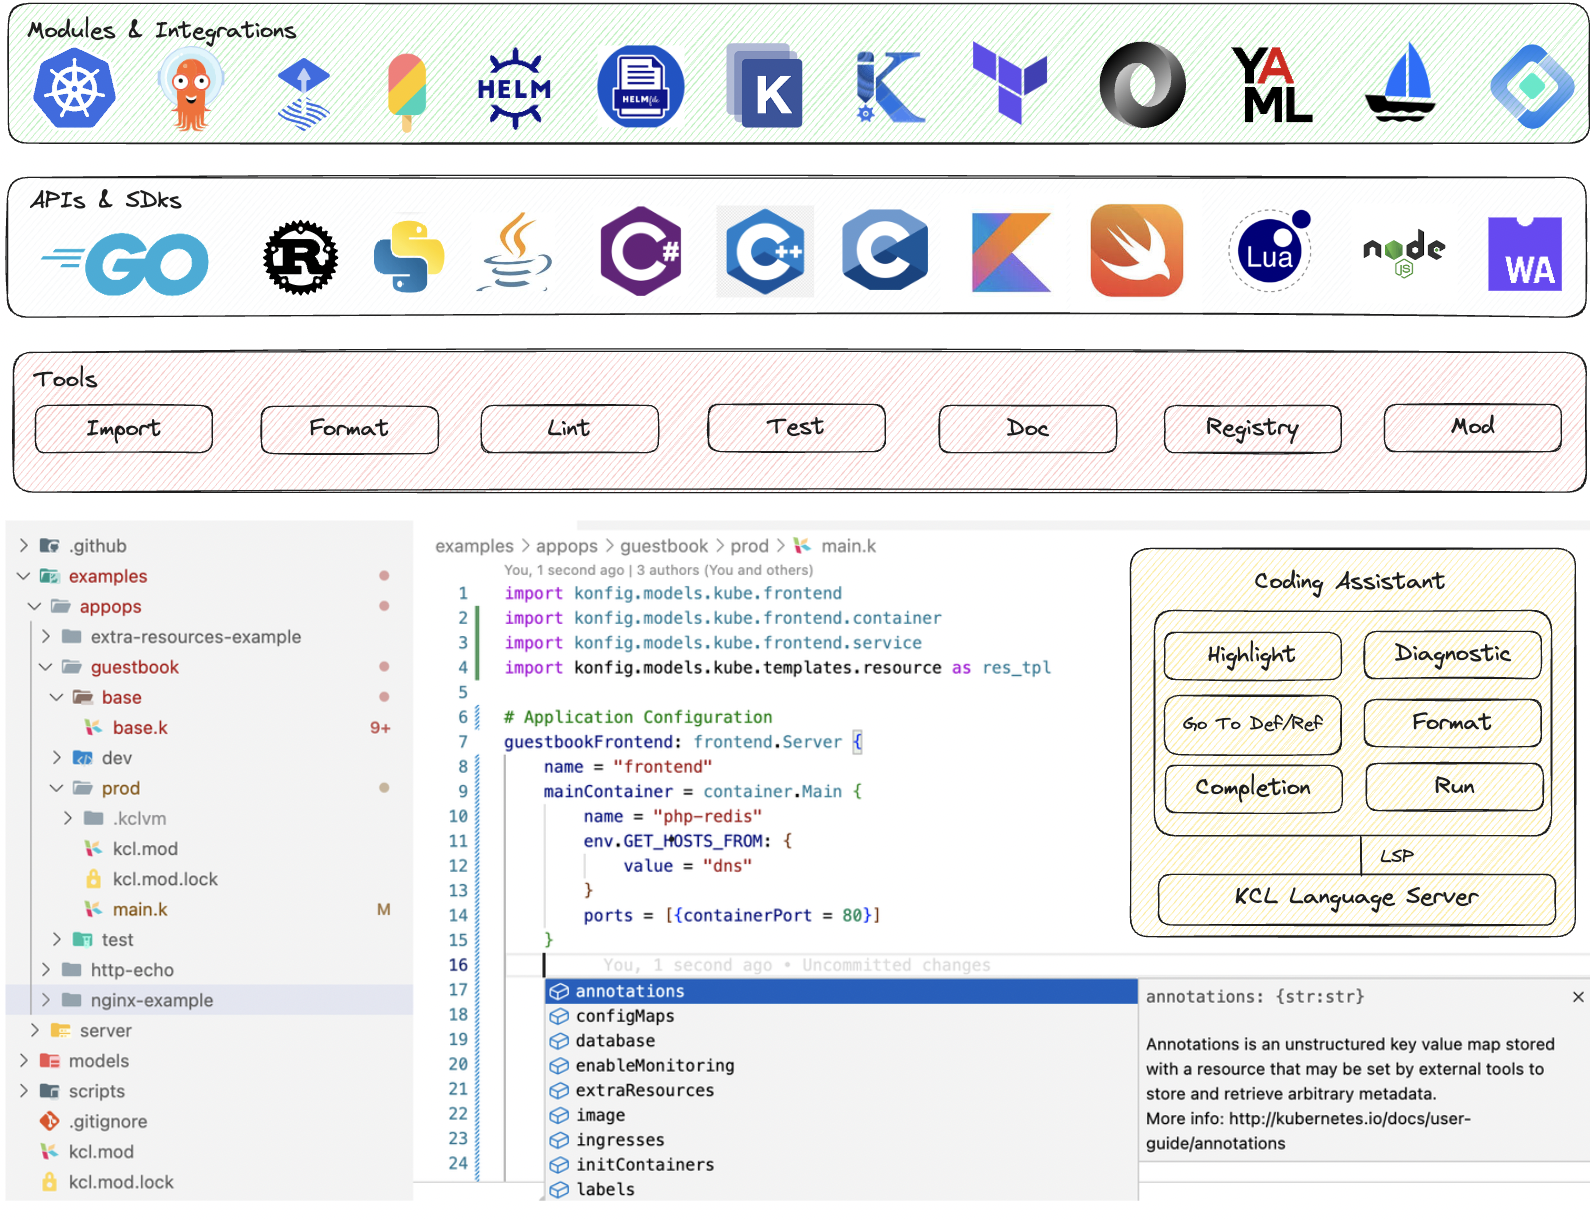 Modules & Integrations
HELM
HELMfile
K
YAML
APIs & SDks
GO
R
C#
C++
C
Lua
node
JS
WA
Tools
Import
Format
Lint
Test
Doc
Registry
Mod
.github
examples
appops
extra-resources-example
guestbook
base
base.k 9+
dev
prod
.kclvm
kcl.mod
kcl.mod.lock
main.k M
test
http-echo
nginx-example
server
models
scripts
.gitignore
kcl.mod
kcl.mod.lock
examples > appops > guestbook > prod > main.k
You, 1 second ago | 3 authors (You and others)
1 import konfig.models.kube.frontend
2 import konfig.models.kube.frontend.container
3 import konfig.models.kube.frontend.service
4 import konfig.models.kube.templates.resource as res_tpl
5
6 # Application Configuration
7 guestbookFrontend: frontend.Server {
8 name = "frontend"
9 mainContainer = container.Main {
10 name = "php-redis"
11 env.GET_HOSTS_FROM: {
12 value = "dns"
13 }
14 ports = [{containerPort = 80}]
15 }
16 You, 1 second ago • Uncommitted changes
17 annotations
18 configMaps
19 database
20 enableMonitoring
21 extraResources
22 image
23 ingresses
24 initContainers
labels
annotations: {str:str}
Annotations is an unstructured key value map stored
with a resource that may be set by external tools to
store and retrieve arbitrary metadata.
More info: http://kubernetes.io/docs/user-
guide/annotations
Coding Assistant
Highlight
Diagnostic
Go To Def/Ref
Format
Completion
Run
LSP
KCL Language Server